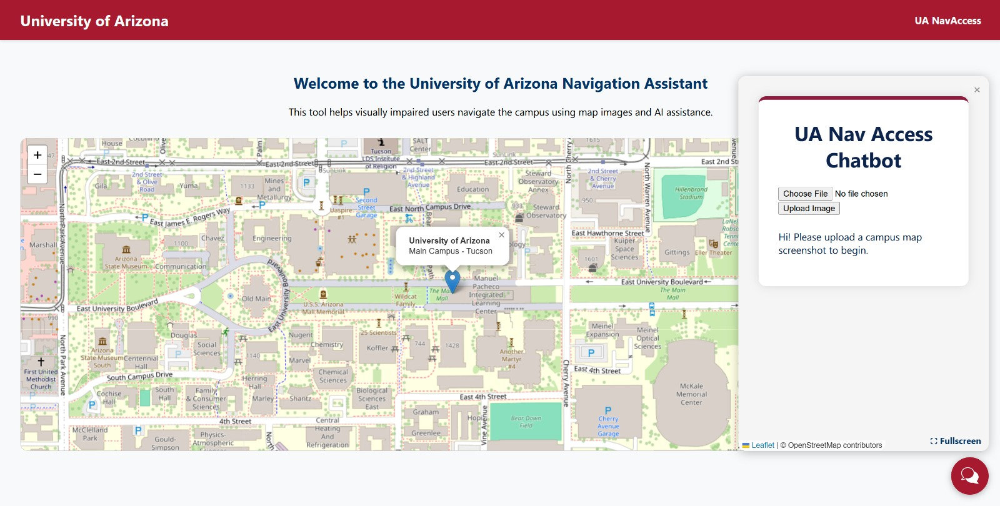 University of Arizona
UA NavAccess
Welcome to the University of Arizona Navigation Assistant
This tool helps visually impaired users navigate the campus using map images and AI assistance.
+
−
House
Olive
Palm
Tucson
LDS Institute
of Religion
SALT
Center
SunLink
1615
North Cherry
East 2nd Street
East 2nd Street
SunLink
East 2nd Street
East 2nd St
2nd Street
& Olive
Road
Gila
Yuma
1133
Mines
and
Metallurgy
P
P
Second
Street
Garage
2nd Street
& Highland
Avenue
Education
Steward
Observatory
Annex
2nd Street
& Cherry
Avenue
North Warren Avenue
Hillenbrand
Stadium
P
P
East James E. Rogers Way
Uaspire
#1
East North Campus Drive
933
Steward
Observatory
950
North Park Avenue
Marshall
Arizona
State Museum
1100
Chavez
Communication
Engineering
East Hawthorne Street
Kuiper
Space
Sciences
Gittings
Eller Theater
1601
University of Arizona
Main Campus - Tucson
×
Path
Manuel
Pacheco
Integrated
Learning
Center
East University Boulevard
The Main
Mall
Old Main
Boulevard
East University
U.S.S. Arizona
Mall Memorial
Wildcat
Family
East University Boulevard
The Main
Mall
990
Douglas
Social
Sciences
Arizona
State Museum
South
Centennial
Hall
P
1140
Nugent
Chemistry
Marvel
25 Scientists
Koffler
744
1428
Another
Martyr
#4
Meinel
Expansion
Meinel
Optical
Sciences
P
First United
Methodist
Church
North Park Avenue
South Campus Drive
Herring
Hall
Chemical
Sciences
Cherry Avenue
East 4th Street
McKale
Memorial
Center
Cochise
Hall
P
South
Hall
Family
& Consumer
Sciences
Marley
Shantz
Biological
Sciences
East
East 4th Street
P
Cherry
Avenue
Garage
4th Street
McClelland
Park
P
Gould-
Simpson
Physics-
Atmospheric
Sciences
North
Central
Heating
And
Refrigeration
Graham
Greenlee
Vine Avenue
Bear Down
Field
×
UA Nav Access
Chatbot
Choose File No file chosen
Upload Image
Hi! Please upload a campus map
screenshot to begin.
Leaflet | © OpenStreetMap contributors
Fullscreen